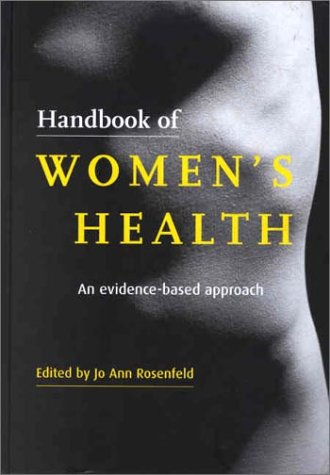 Handbook of
WOMEN'S
HEALTH
An evidence-based approach
Edited by Jo Ann Rosenfeld